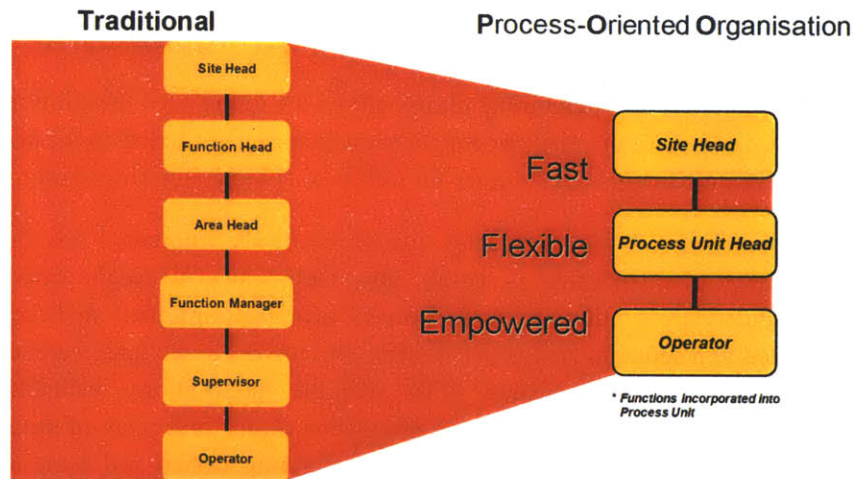 Traditional
Process-Oriented Organisation
Site Head
Function Head
Area Head
Function Manager
Supervisor
Operator
Fast
Flexible
Empowered
Site Head
Process Unit Head
Operator
* Functions incorporated into
Process Unit